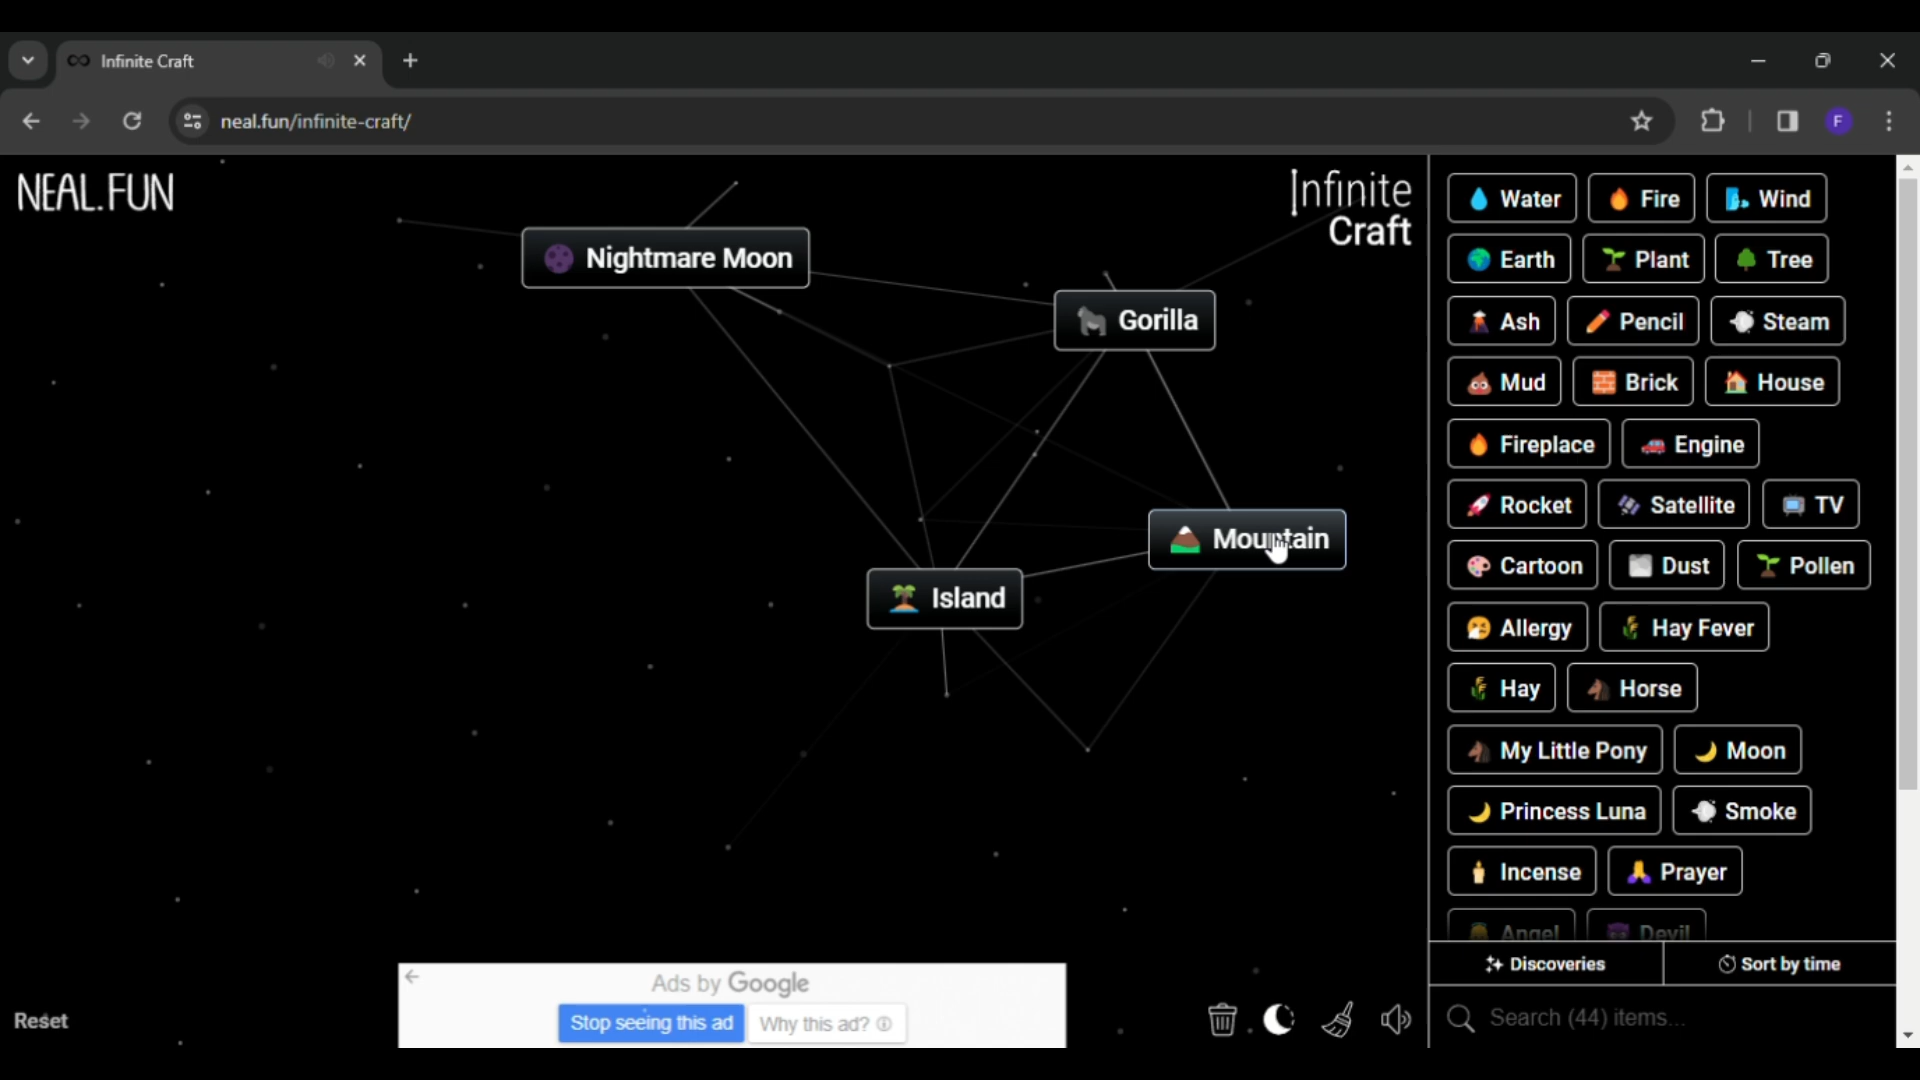 Infinite Craft
neal.fun/infinite-craft/
F
NEAL.FUN
Infinite
Craft
Nightmare Moon
Gorilla
Mountain
Island
Water Fire Wind
Earth Plant Tree
Ash Pencil Steam
Mud Brick House
Fireplace Engine
Rocket Satellite TV
Cartoon Dust Pollen
Allergy Hay Fever
Hay Horse
My Little Pony Moon
Princess Luna Smoke
Incense Prayer
Angel Devil
Discoveries Sort by time
Search (44) items...
Reset
Ads by Google
Stop seeing this ad Why this ad?